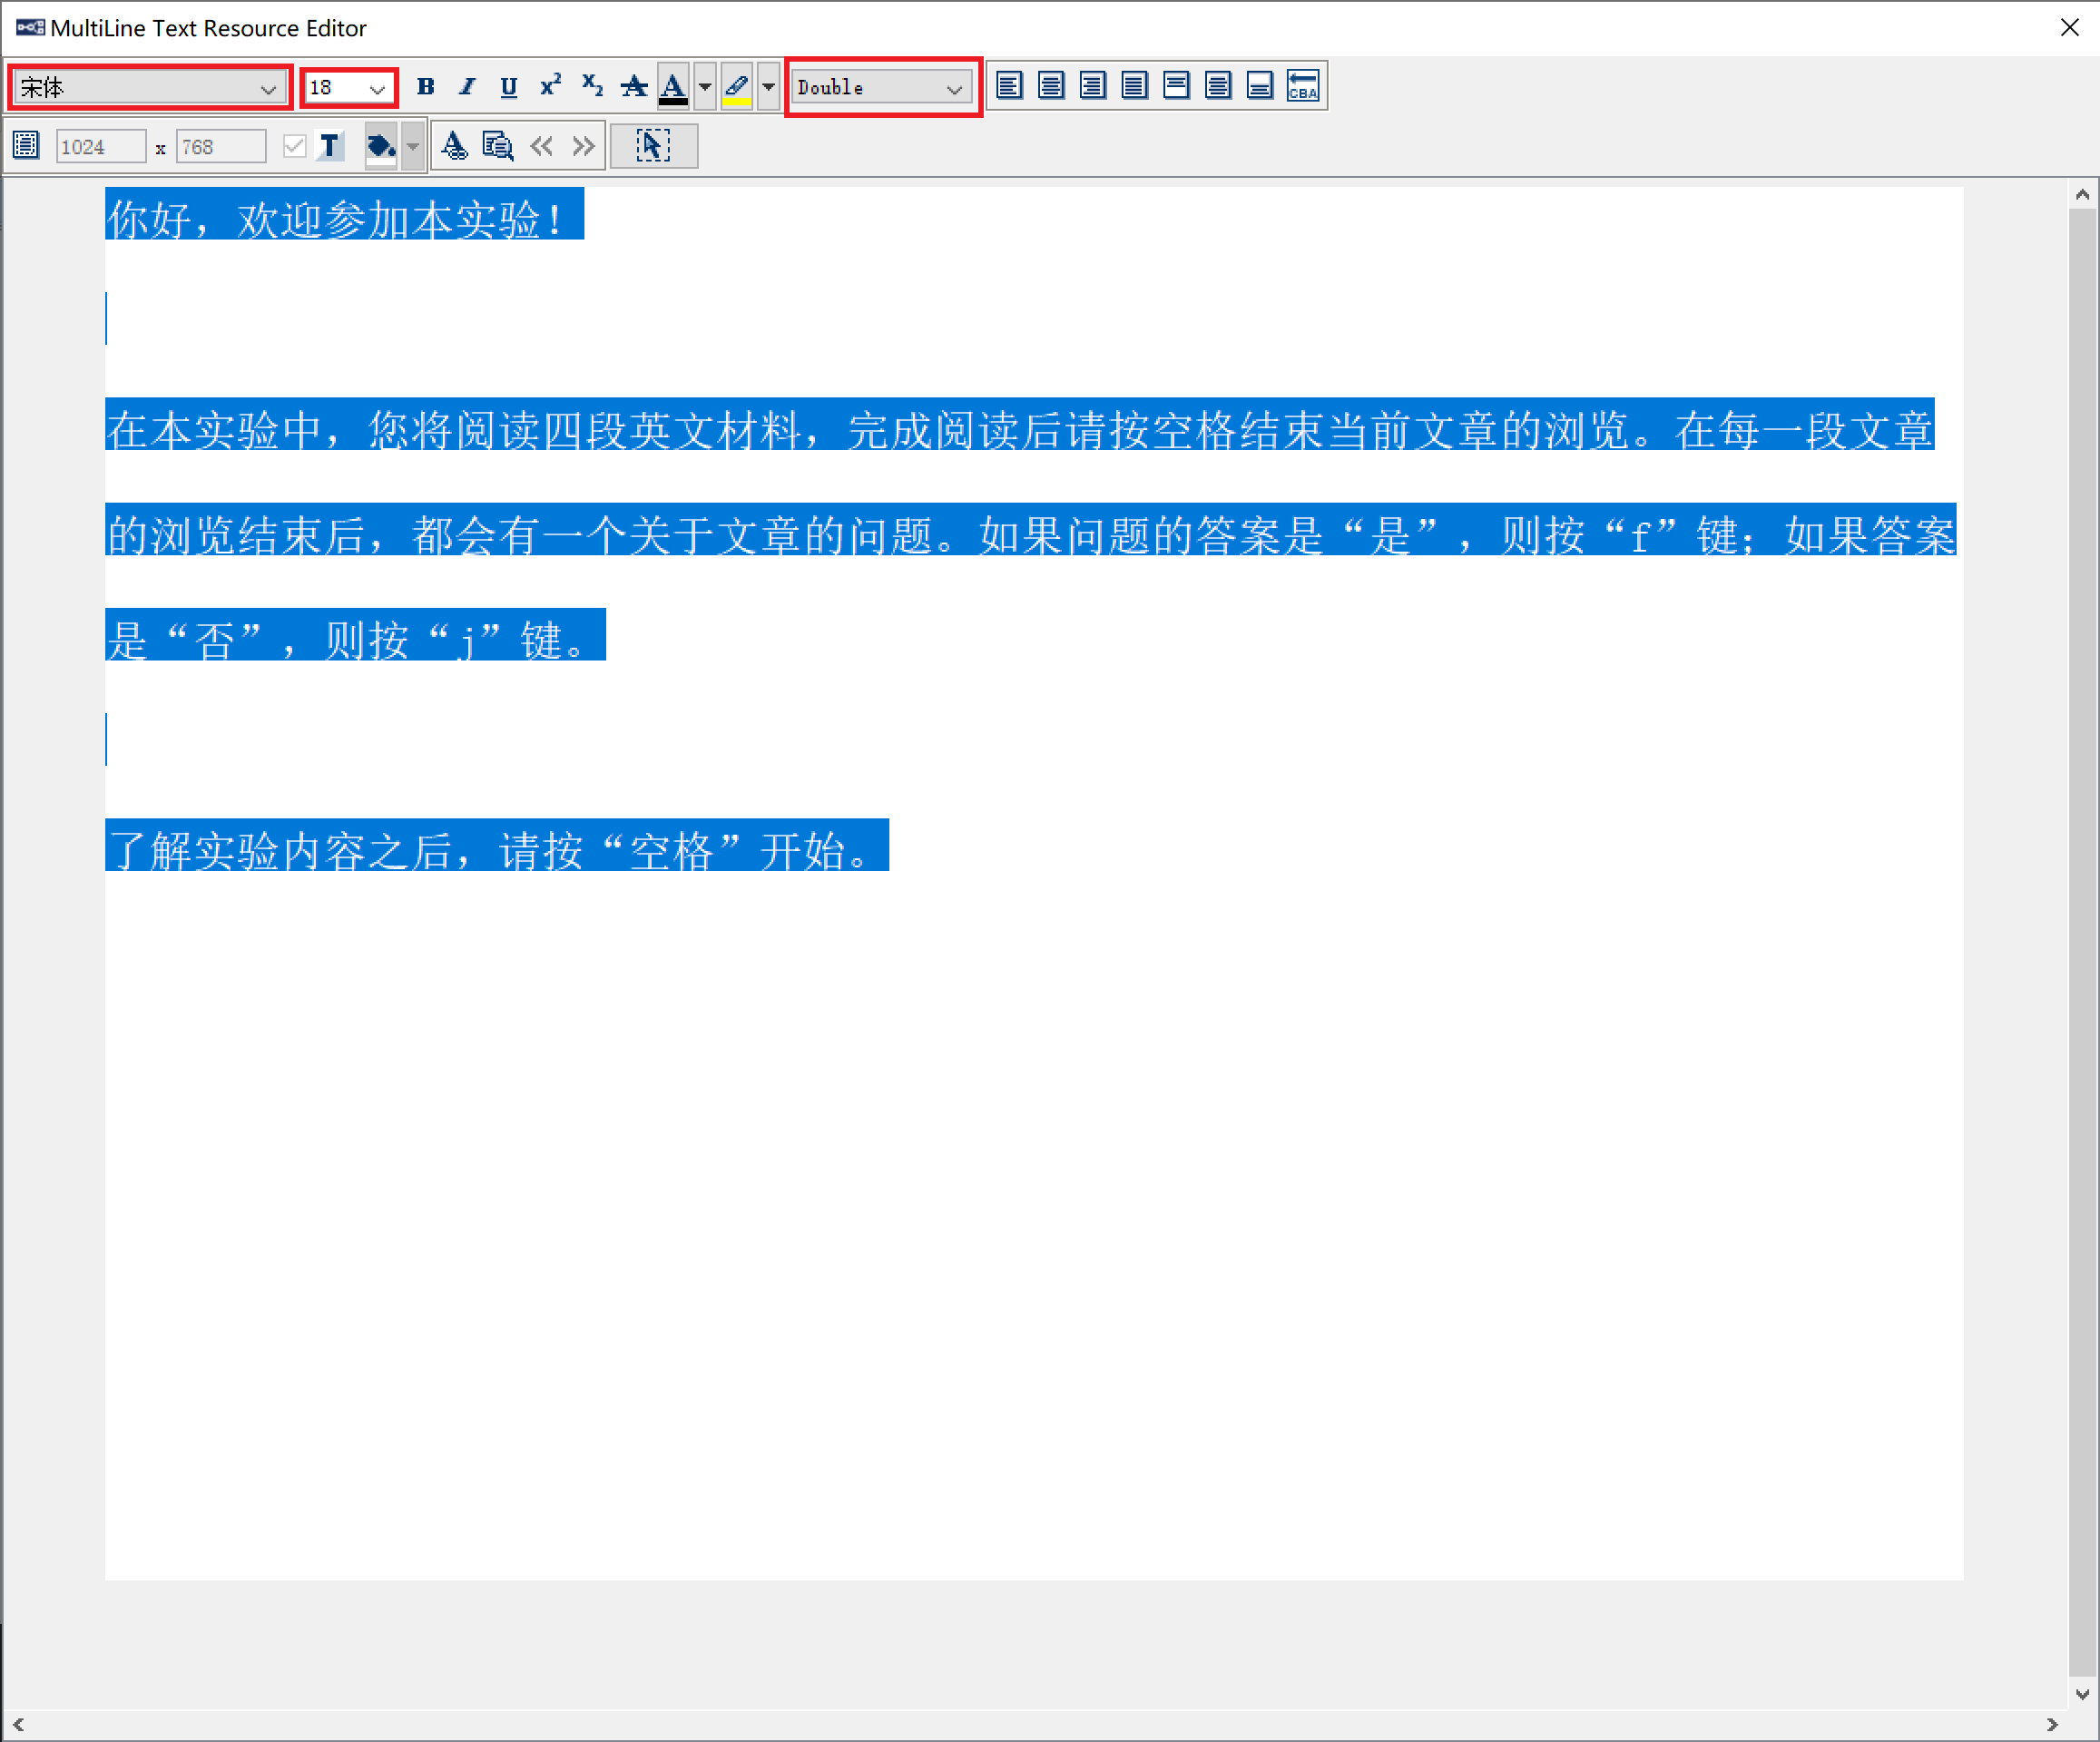 MultiLine Text Resource Editor
宋体 18 B I U x² x₂ A A Double CBA
1024 x 768 T A
你好，欢迎参加本实验！
在本实验中，您将阅读四段英文材料，完成阅读后请按空格结束当前文章的浏览。在每一段文章
的浏览结束后，都会有一个关于文章的问题。如果问题的答案是“是”，则按“f”键；如果答案
是“否”，则按“j”键。
了解实验内容之后，请按“空格”开始。